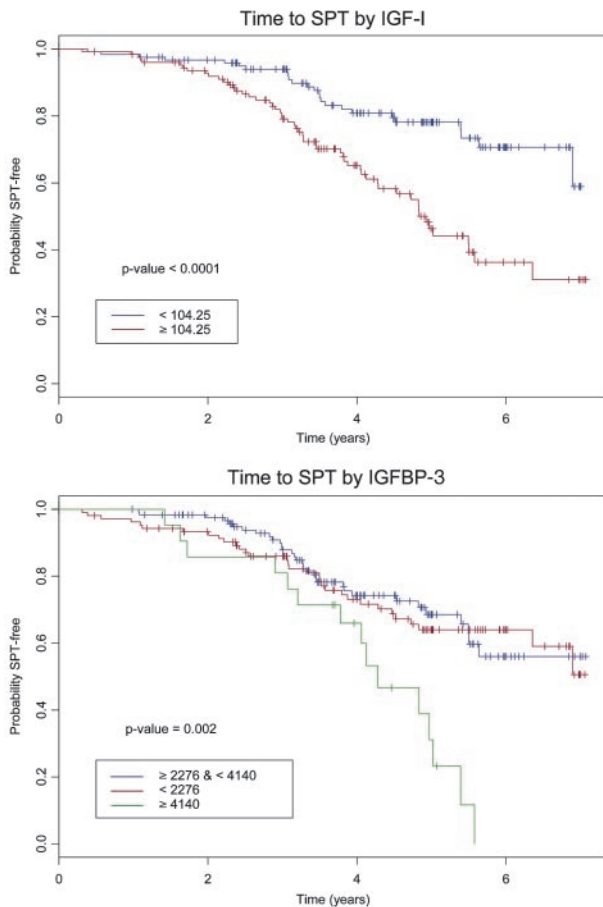 Time to SPT by IGF-I
Probability SPT-free
1.0
0.8
0.6
0.4
0.2
0.0
p-value < 0.0001
< 104.25
≥ 104.25
0 2 4 6
Time (years)
Time to SPT by IGFBP-3
Probability SPT-free
1.0
0.8
0.6
0.4
0.2
0.0
p-value = 0.002
≥ 2276 & < 4140
< 2276
≥ 4140
0 2 4 6
Time (years)